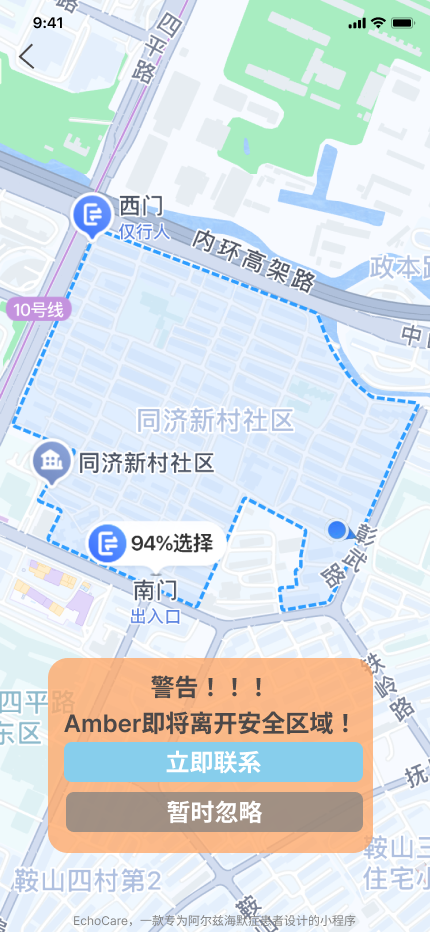 9:41
四平路
西门
仅行人
内环高架路
政本路
10号线
同济新村社区
同济新村社区
94%选择
彰武路
南门
出入口
铁岭路
四平路
东区
警告！！！
Amber即将离开安全区域！
立即联系
暂时忽略
鞍山三
住宅小
鞍山四村第2
EchoCare，一款专为阿尔兹海默症患者设计的小程序